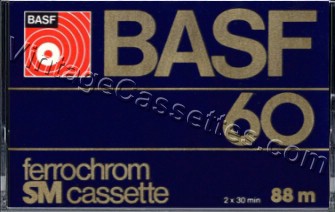 BASF
BASF
60
VintageCassettes.com
ferrochrom
SM cassette
2 x 30 min
88 m